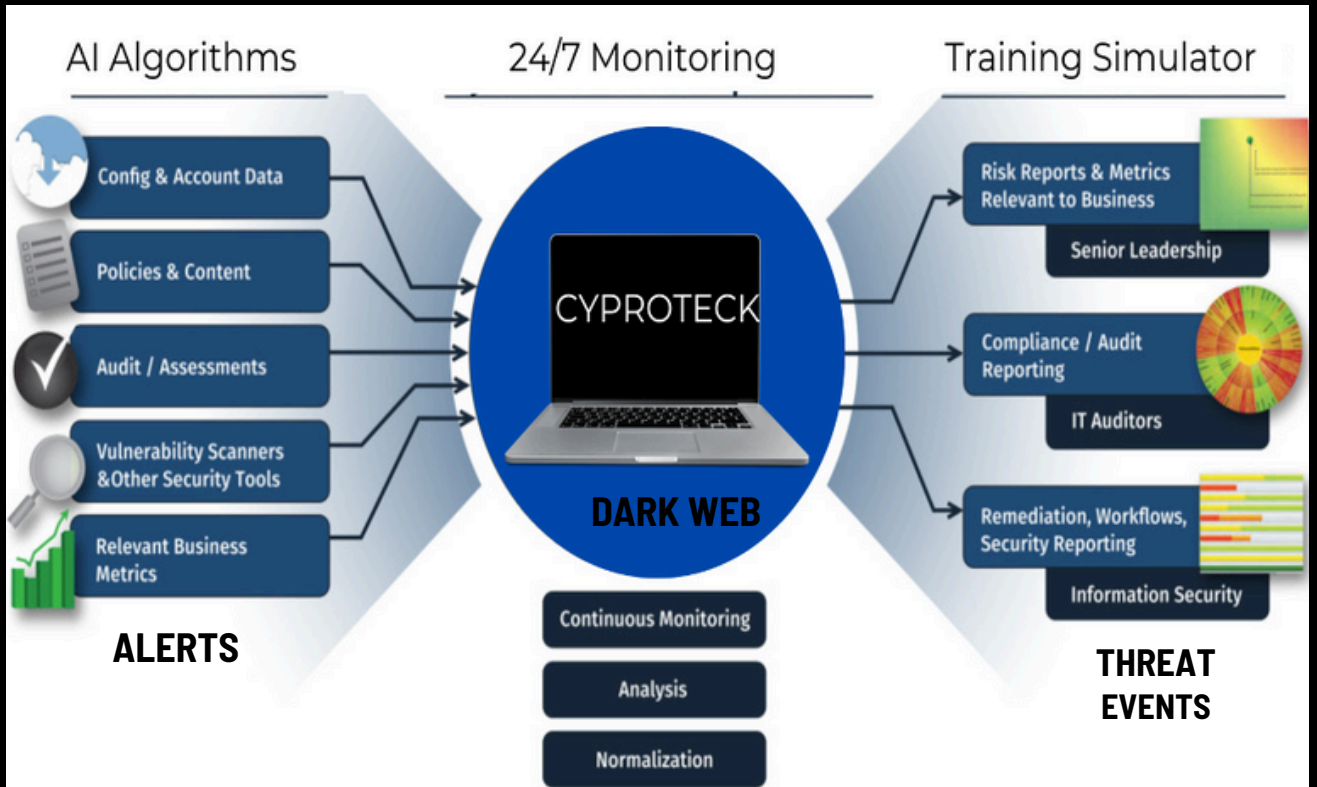 AI Algorithms
24/7 Monitoring
Training Simulator
Config & Account Data
Policies & Content
Audit / Assessments
Vulnerability Scanners
&Other Security Tools
Relevant Business
Metrics
ALERTS
CYPROTECK
DARK WEB
Continuous Monitoring
Analysis
Normalization
Risk Reports & Metrics
Relevant to Business
Senior Leadership
Compliance / Audit
Reporting
IT Auditors
Remediation, Workflows,
Security Reporting
Information Security
THREAT
EVENTS